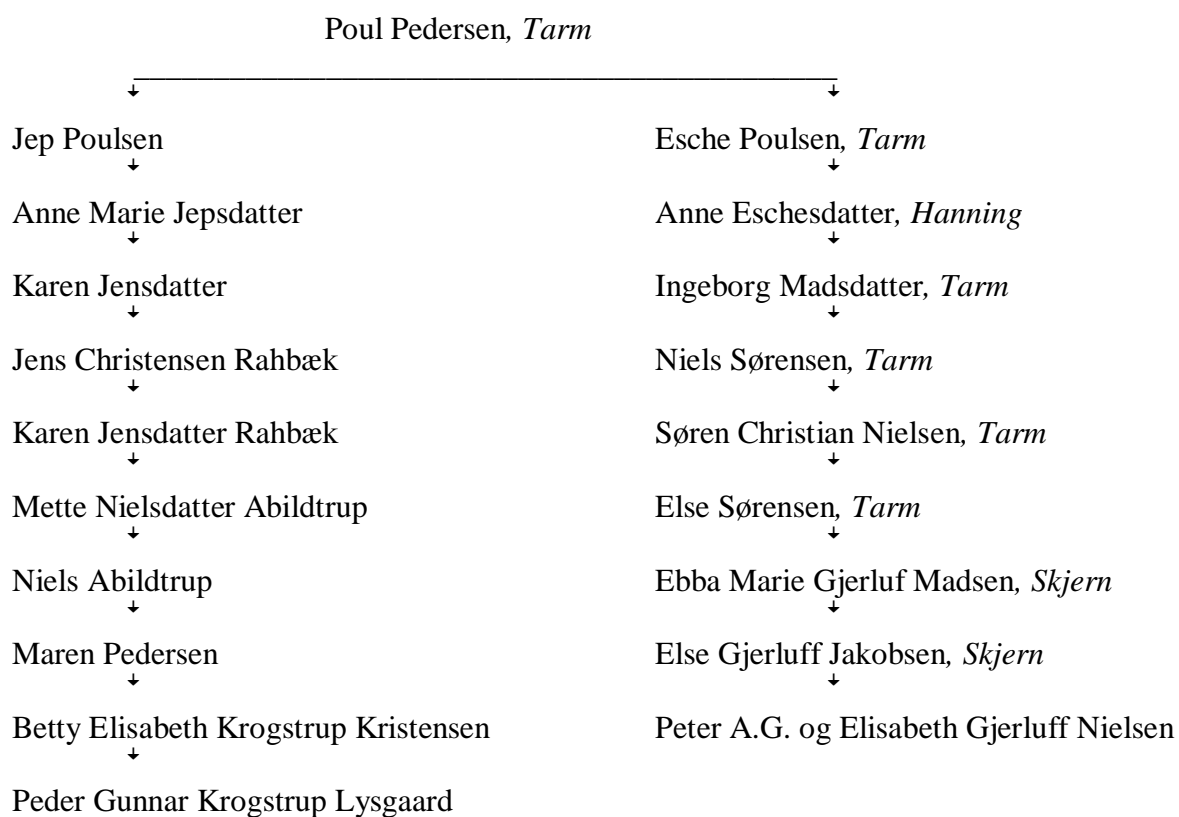 Poul Pedersen, Tarm
Jep Poulsen
Esche Poulsen, Tarm
Anne Marie Jepsdatter
Anne Eschesdatter, Hanning
Karen Jensdatter
Ingeborg Madsdatter, Tarm
Jens Christensen Rahbæk
Niels Sørensen, Tarm
Karen Jensdatter Rahbæk
Søren Christian Nielsen, Tarm
Mette Nielsdatter Abildtrup
Else Sørensen, Tarm
Niels Abildtrup
Ebba Marie Gjerluf Madsen, Skjern
Maren Pedersen
Else Gjerluff Jakobsen, Skjern
Betty Elisabeth Krogstrup Kristensen
Peter A.G. og Elisabeth Gjerluff Nielsen
Peder Gunnar Krogstrup Lysgaard